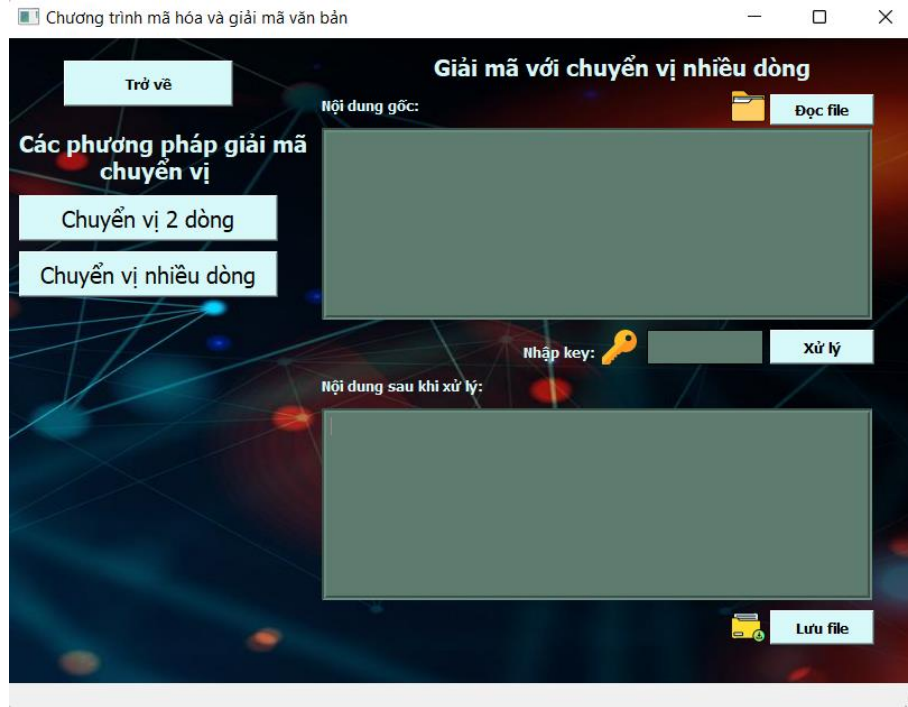 Chương trình mã hóa và giải mã văn bản
Trở về
Các phương pháp giải mã
chuyển vị
Chuyển vị 2 dòng
Chuyển vị nhiều dòng
Giải mã với chuyển vị nhiều dòng
Nội dung gốc:
Đọc file
Nhập key:
Xử lý
Nội dung sau khi xử lý:
Lưu file